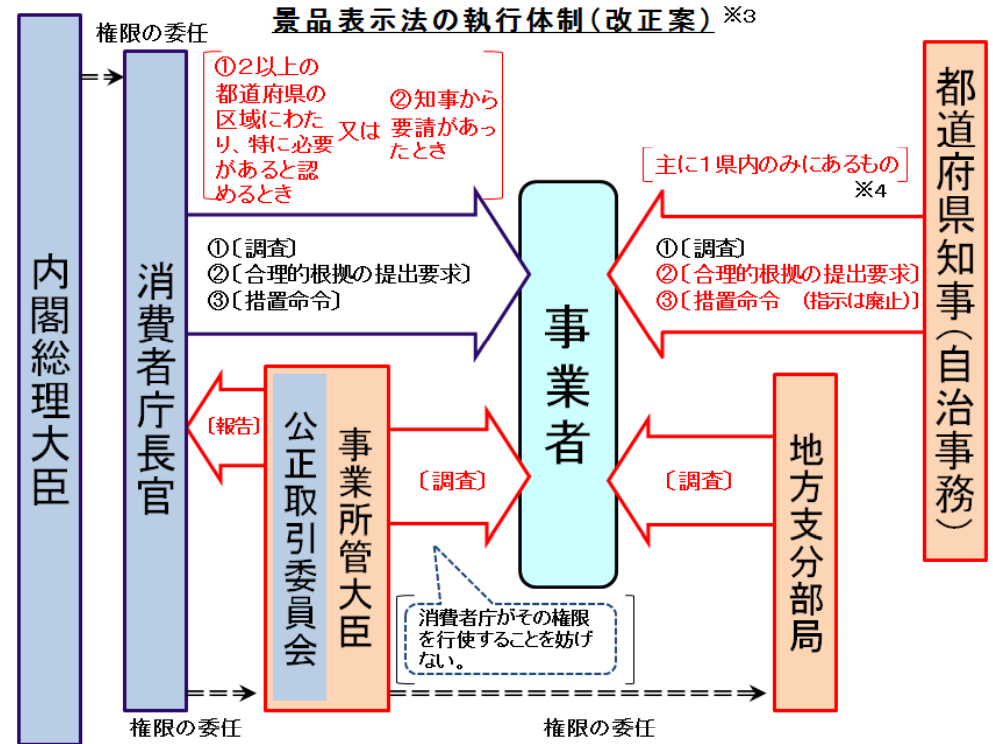 景品表示法の執行体制（改正案） ※3
権限の委任
内閣総理大臣
消費者庁長官
①２以上の
都道府県の
区域にわた
り、特に必要
があると認
めるとき
又は
②知事から
要請があっ
たとき
①〔調査〕
②〔合理的根拠の提出要求〕
③〔措置命令〕
事業者
［主に１県内のみにあるもの］
※4
①〔調査〕
②〔合理的根拠の提出要求〕
③〔措置命令　（指示は廃止）〕
都道府県知事（自治事務）
〔報告〕
公正取引委員会
事業所管大臣
〔調査〕
〔調査〕
地方支分部局
消費者庁がその権限
を行使することを妨げ
ない。
権限の委任
権限の委任